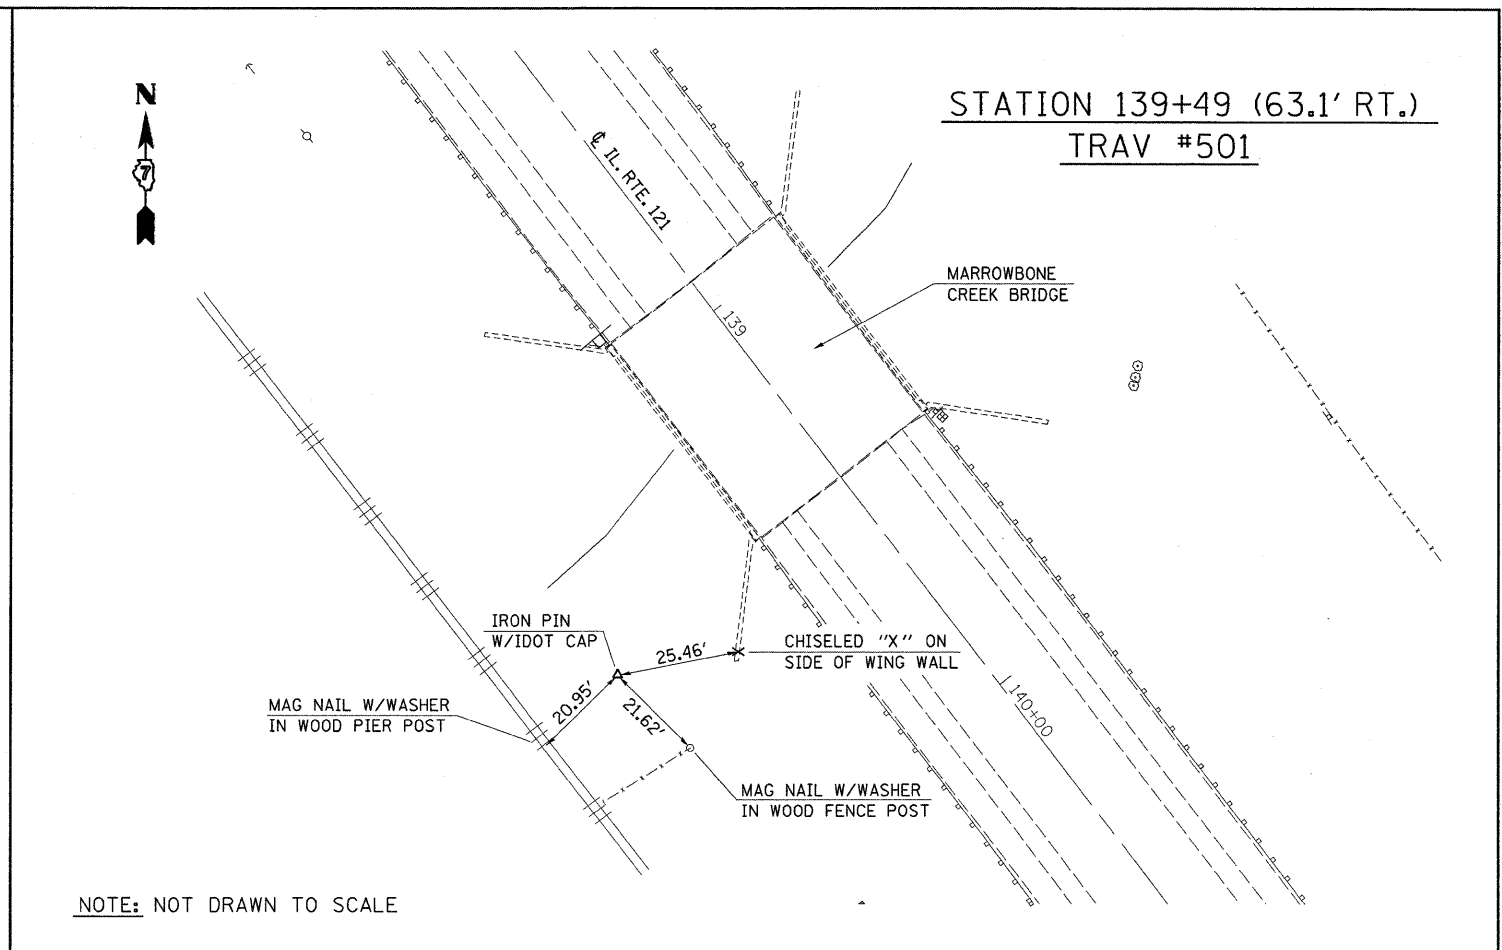 N
7
STATION 139+49 (63.1' RT.)
TRAV #501
℄ IL. RTE. 121
MARROWBONE
CREEK BRIDGE
139
IRON PIN
W/IDOT CAP
25.46'
CHISELED "X" ON
SIDE OF WING WALL
20.95'
21.62'
MAG NAIL W/WASHER
IN WOOD PIER POST
140+00
MAG NAIL W/WASHER
IN WOOD FENCE POST
NOTE: NOT DRAWN TO SCALE